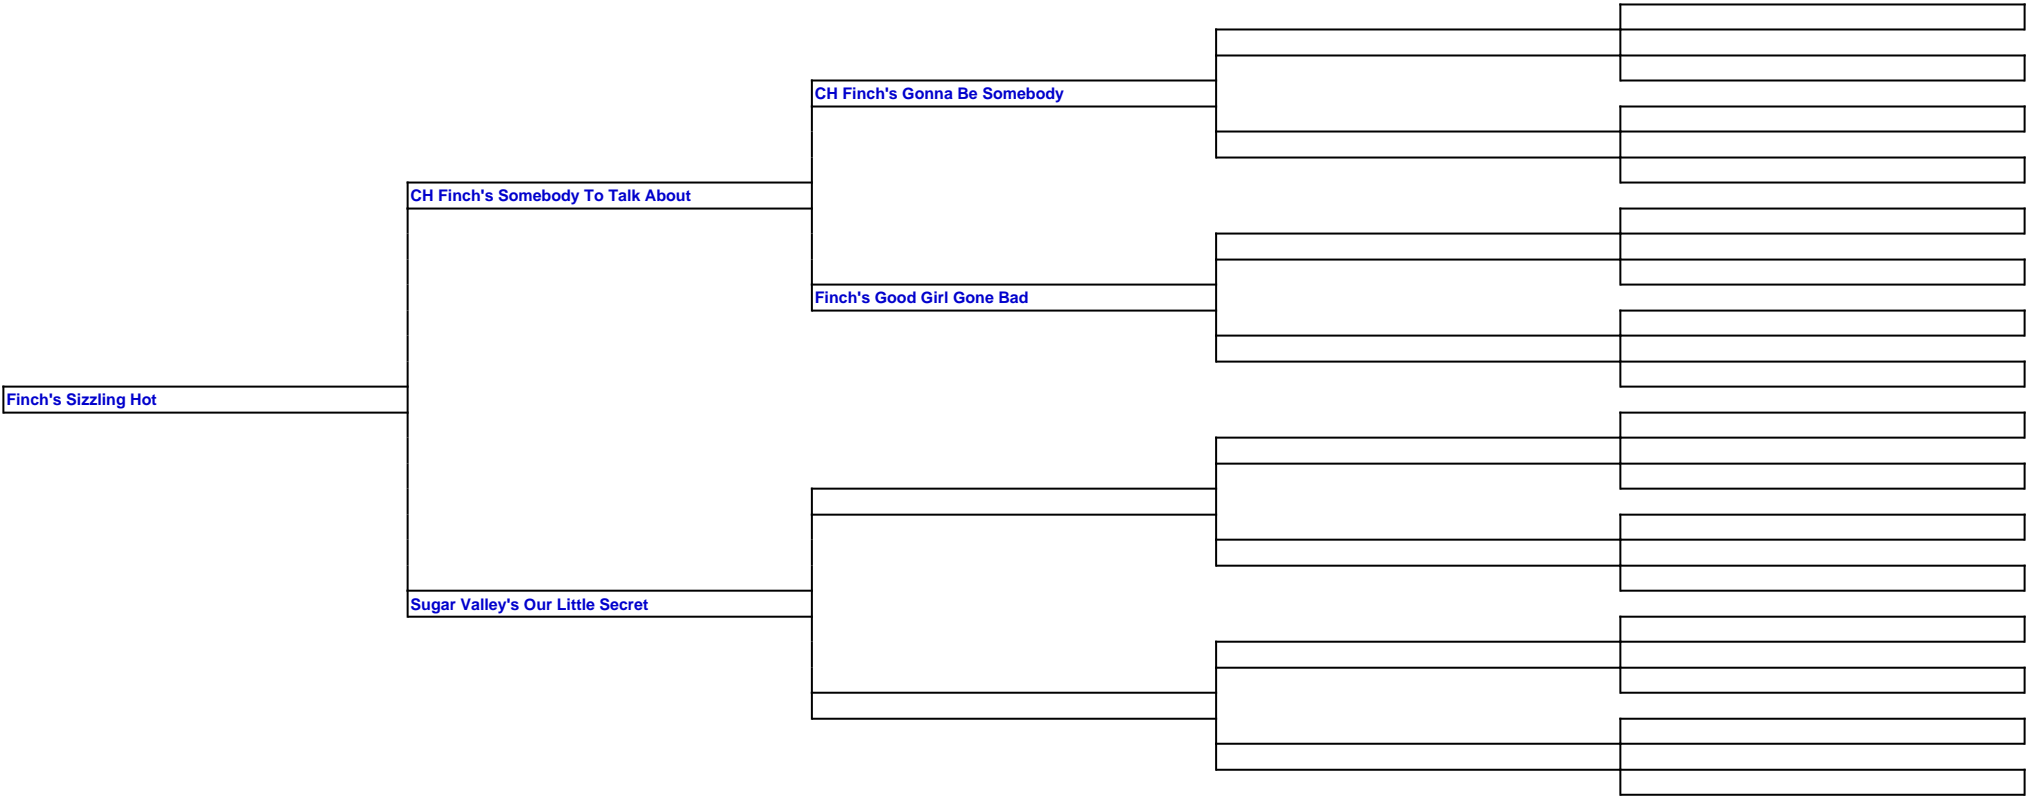 CH Finch's Gonna Be Somebody
CH Finch's Somebody To Talk About
Finch's Good Girl Gone Bad
Finch's Sizzling Hot
Sugar Valley's Our Little Secret